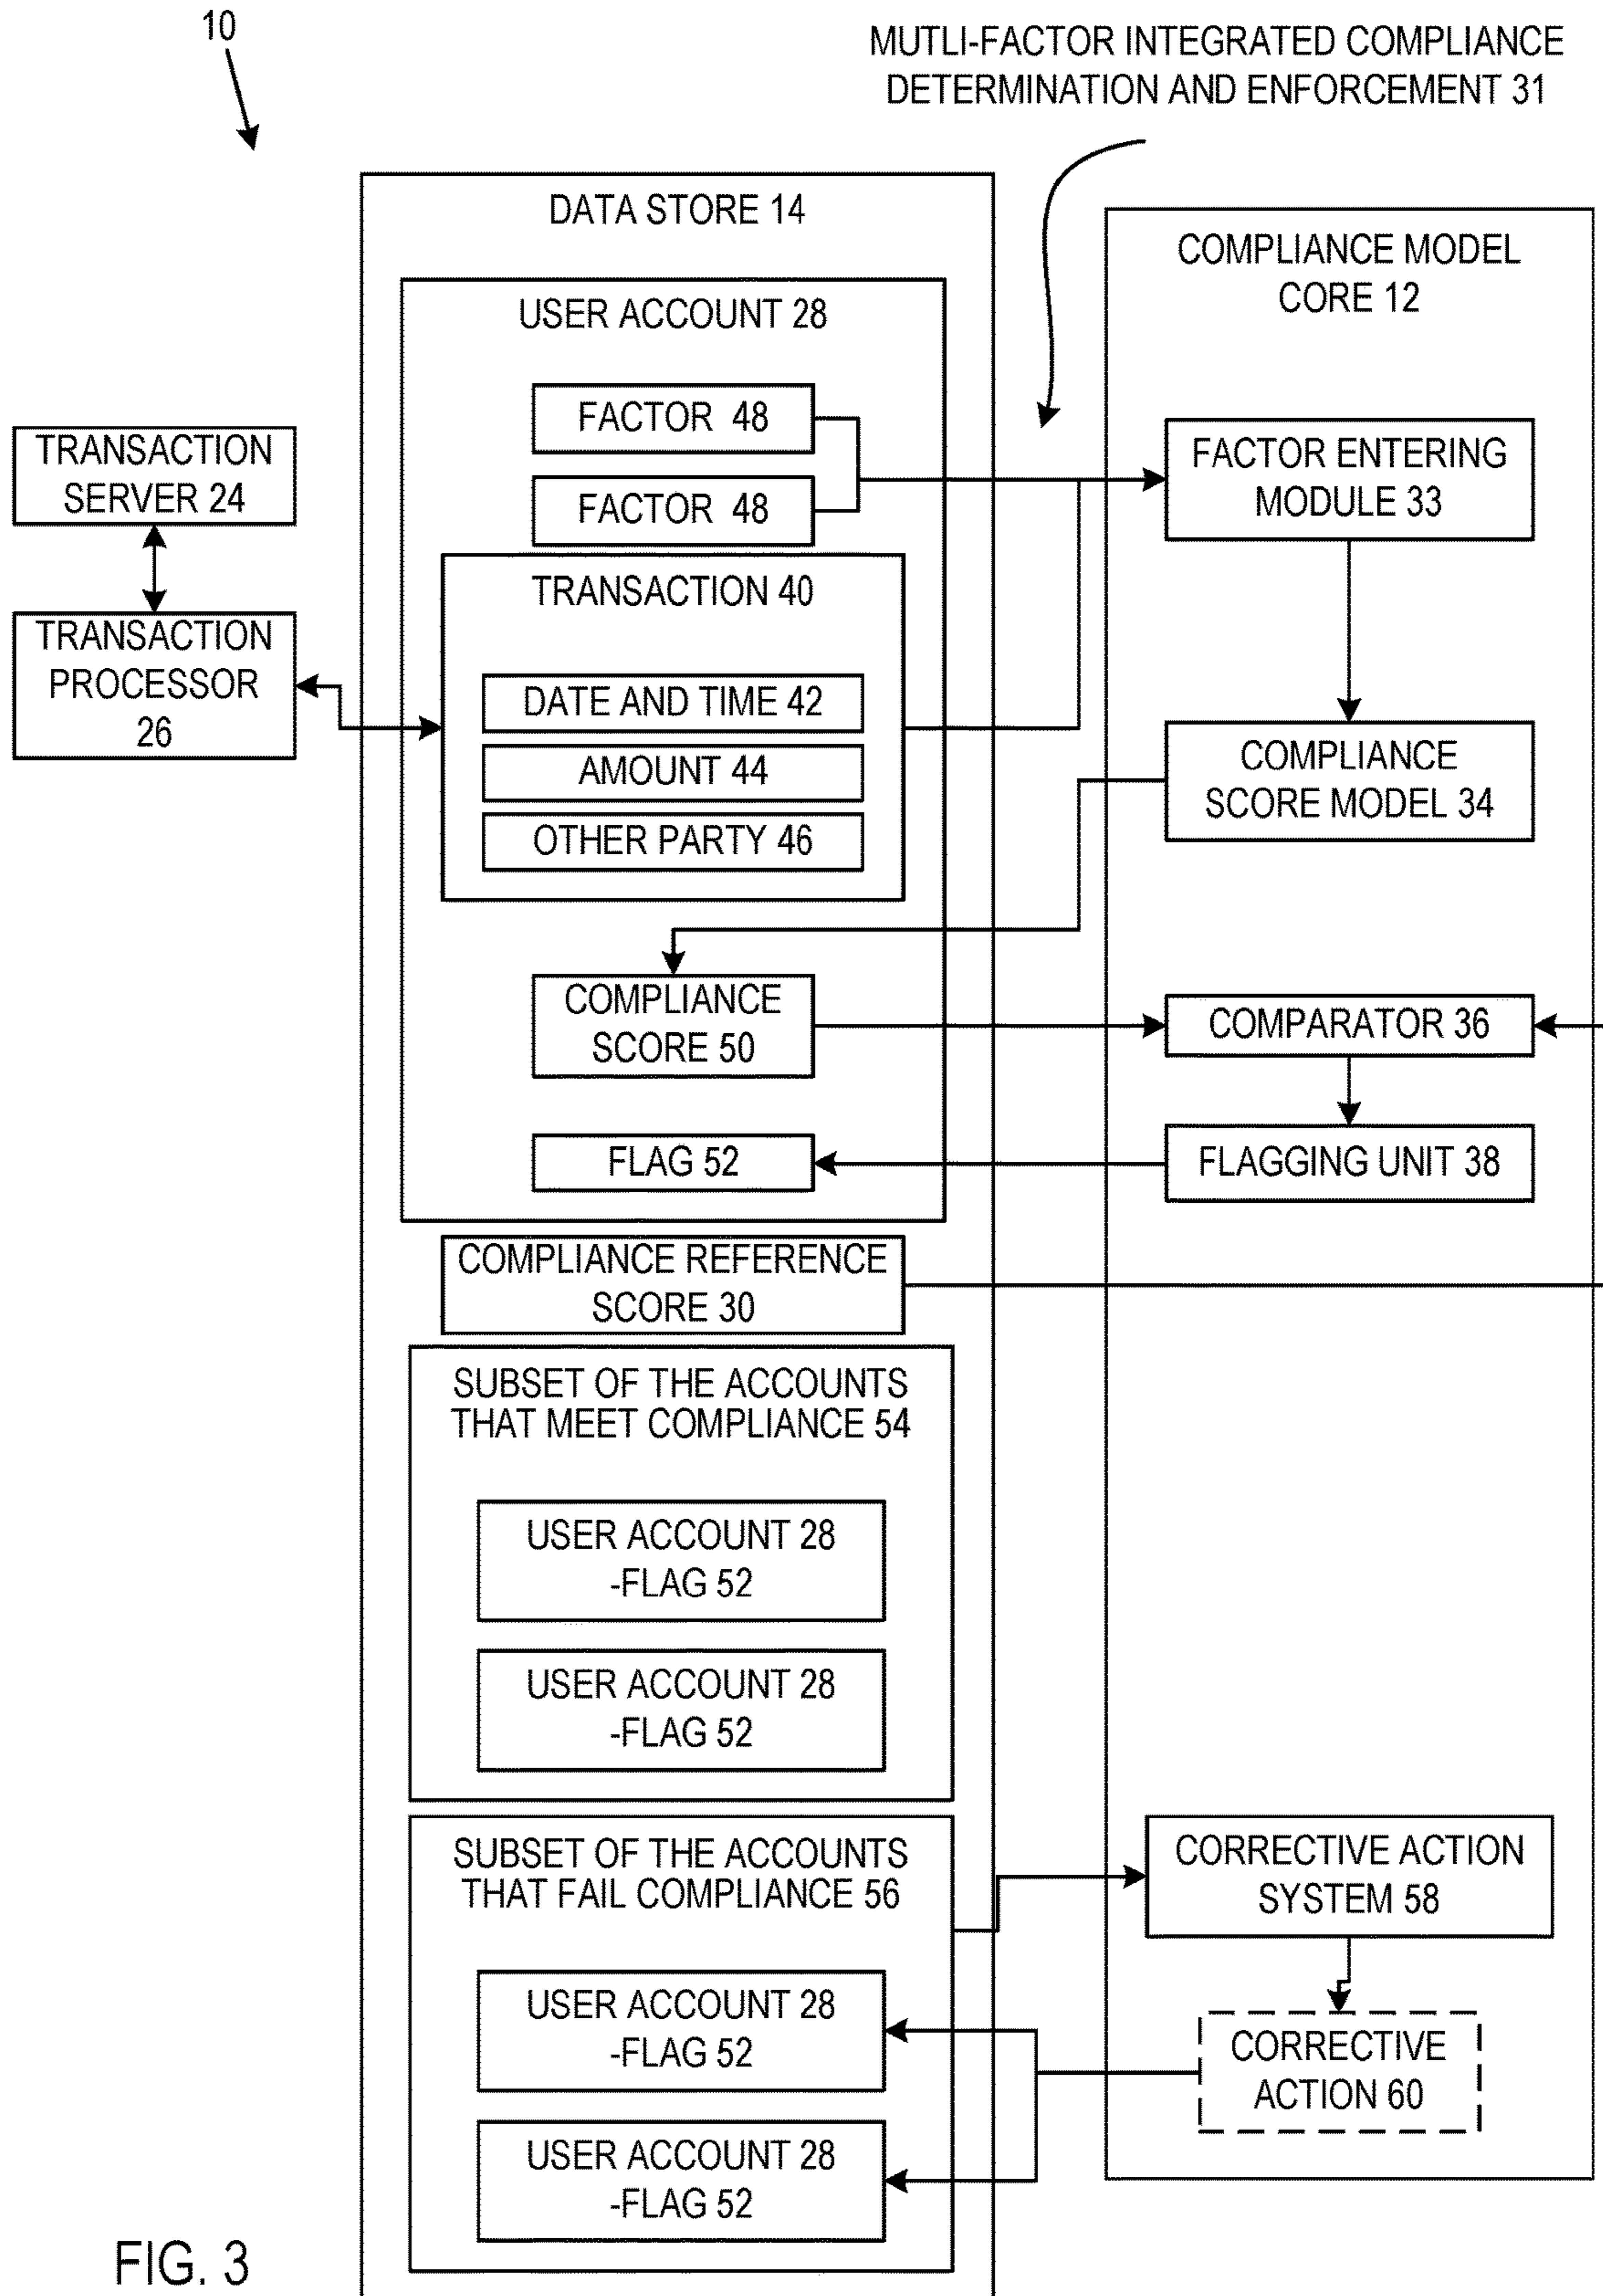 10
MUTLI-FACTOR INTEGRATED COMPLIANCE
DETERMINATION AND ENFORCEMENT 31
DATA STORE 14
COMPLIANCE MODEL
CORE 12
USER ACCOUNT 28
FACTOR 48
FACTOR 48
TRANSACTION
SERVER 24
FACTOR ENTERING
MODULE 33
TRANSACTION 40
TRANSACTION
PROCESSOR
26
DATE AND TIME 42
AMOUNT 44
OTHER PARTY 46
COMPLIANCE
SCORE MODEL 34
COMPLIANCE
SCORE 50
COMPARATOR 36
FLAG 52
FLAGGING UNIT 38
COMPLIANCE REFERENCE
SCORE 30
SUBSET OF THE ACCOUNTS
THAT MEET COMPLIANCE 54
USER ACCOUNT 28
-FLAG 52
USER ACCOUNT 28
-FLAG 52
SUBSET OF THE ACCOUNTS
THAT FAIL COMPLIANCE 56
CORRECTIVE ACTION
SYSTEM 58
USER ACCOUNT 28
-FLAG 52
CORRECTIVE
ACTION 60
USER ACCOUNT 28
-FLAG 52
FIG. 3